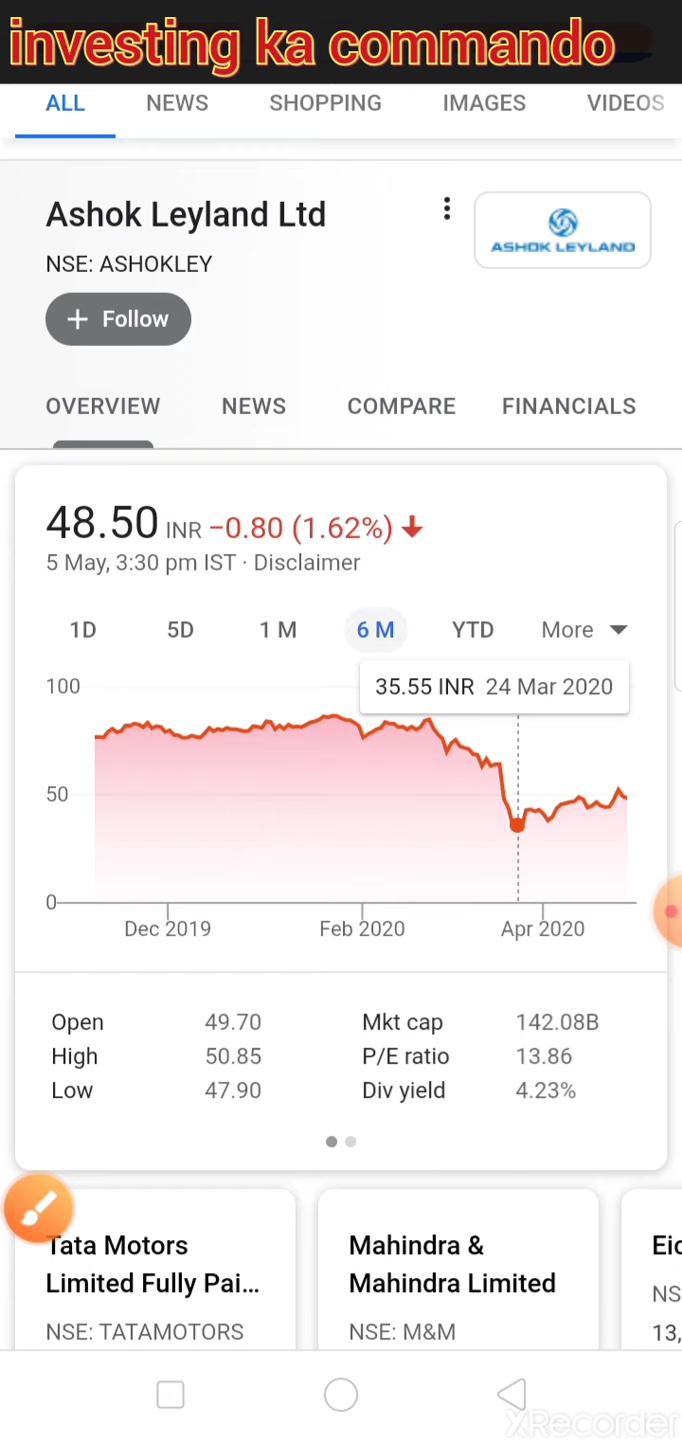 investing ka commando
ALL NEWS SHOPPING IMAGES VIDEOS
Ashok Leyland Ltd
ASHOK LEYLAND
NSE: ASHOKLEY
+ Follow
OVERVIEW NEWS COMPARE FINANCIALS
48.50 INR −0.80 (1.62%)
5 May, 3:30 pm IST · Disclaimer
1D 5D 1 M 6 M YTD More
35.55 INR 24 Mar 2020
100
50
0
Dec 2019 Feb 2020 Apr 2020
Open 49.70 Mkt cap 142.08B
High 50.85 P/E ratio 13.86
Low 47.90 Div yield 4.23%
Tata Motors
Limited Fully Pai...
NSE: TATAMOTORS
Mahindra &
Mahindra Limited
NSE: M&M
Eic
NS
13,
XRecorder